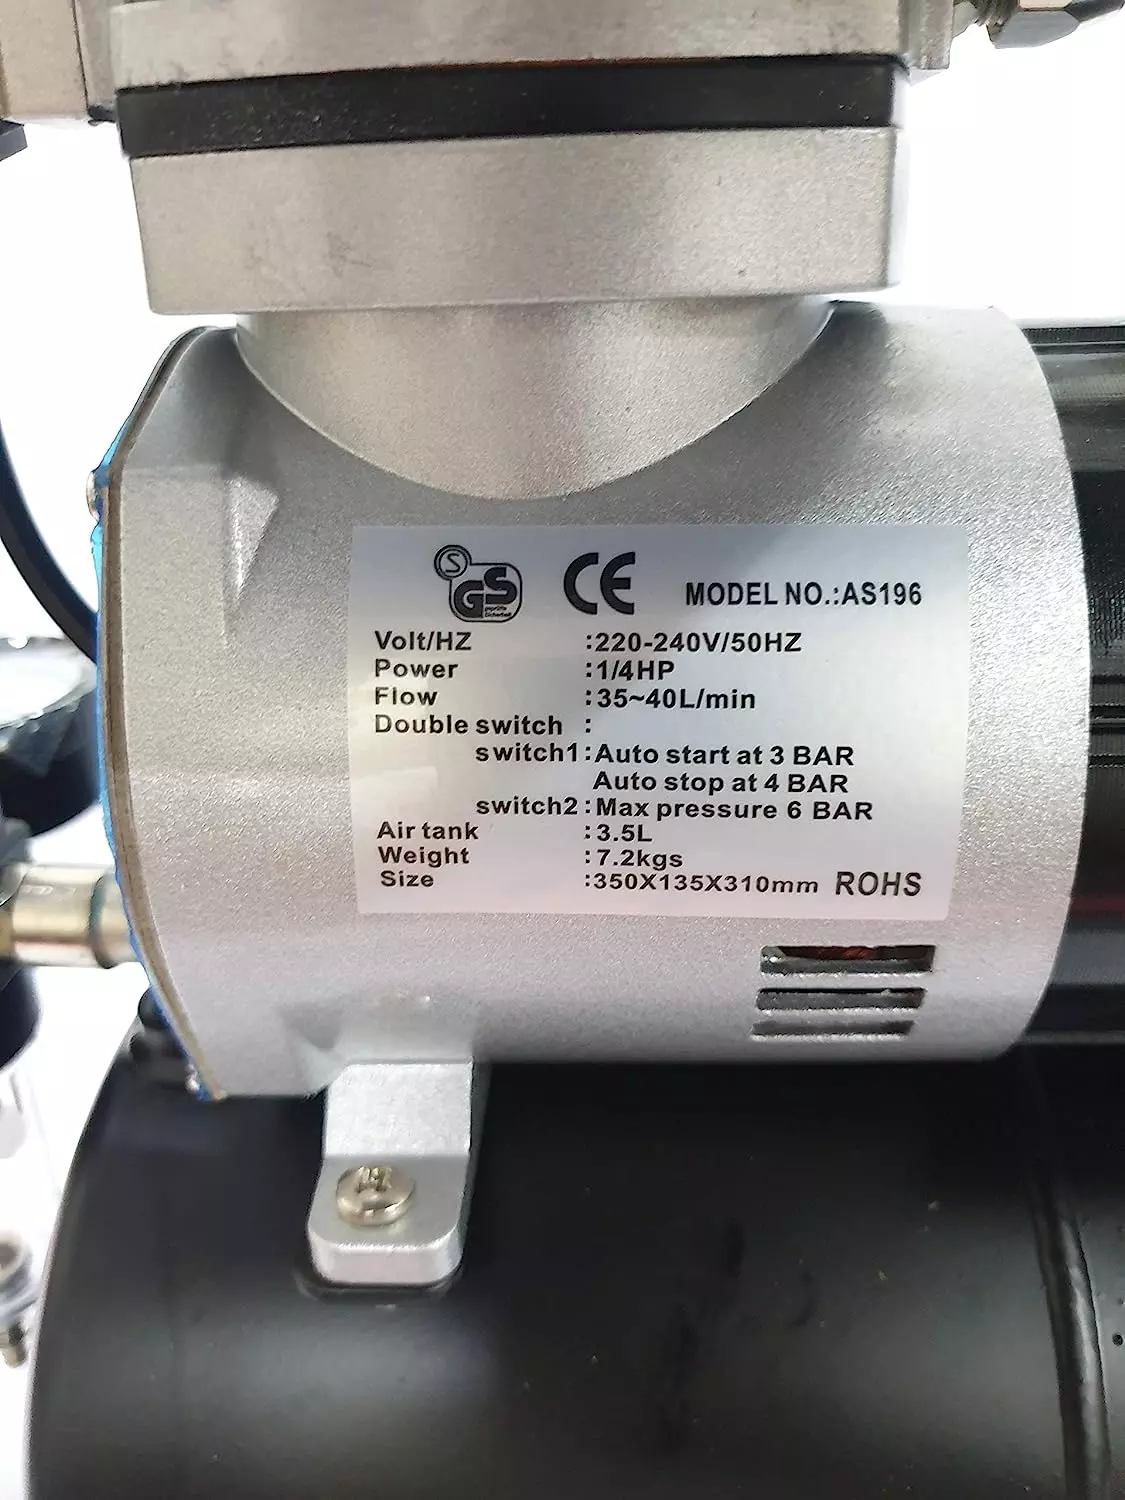 S GS CE MODEL NO.:AS196
Volt/HZ :220-240V/50HZ
Power :1/4HP
Flow :35~40L/min
Double switch :
switch1:Auto start at 3 BAR
Auto stop at 4 BAR
switch2:Max pressure 6 BAR
Air tank :3.5L
Weight :7.2kgs
Size :350X135X310mm ROHS